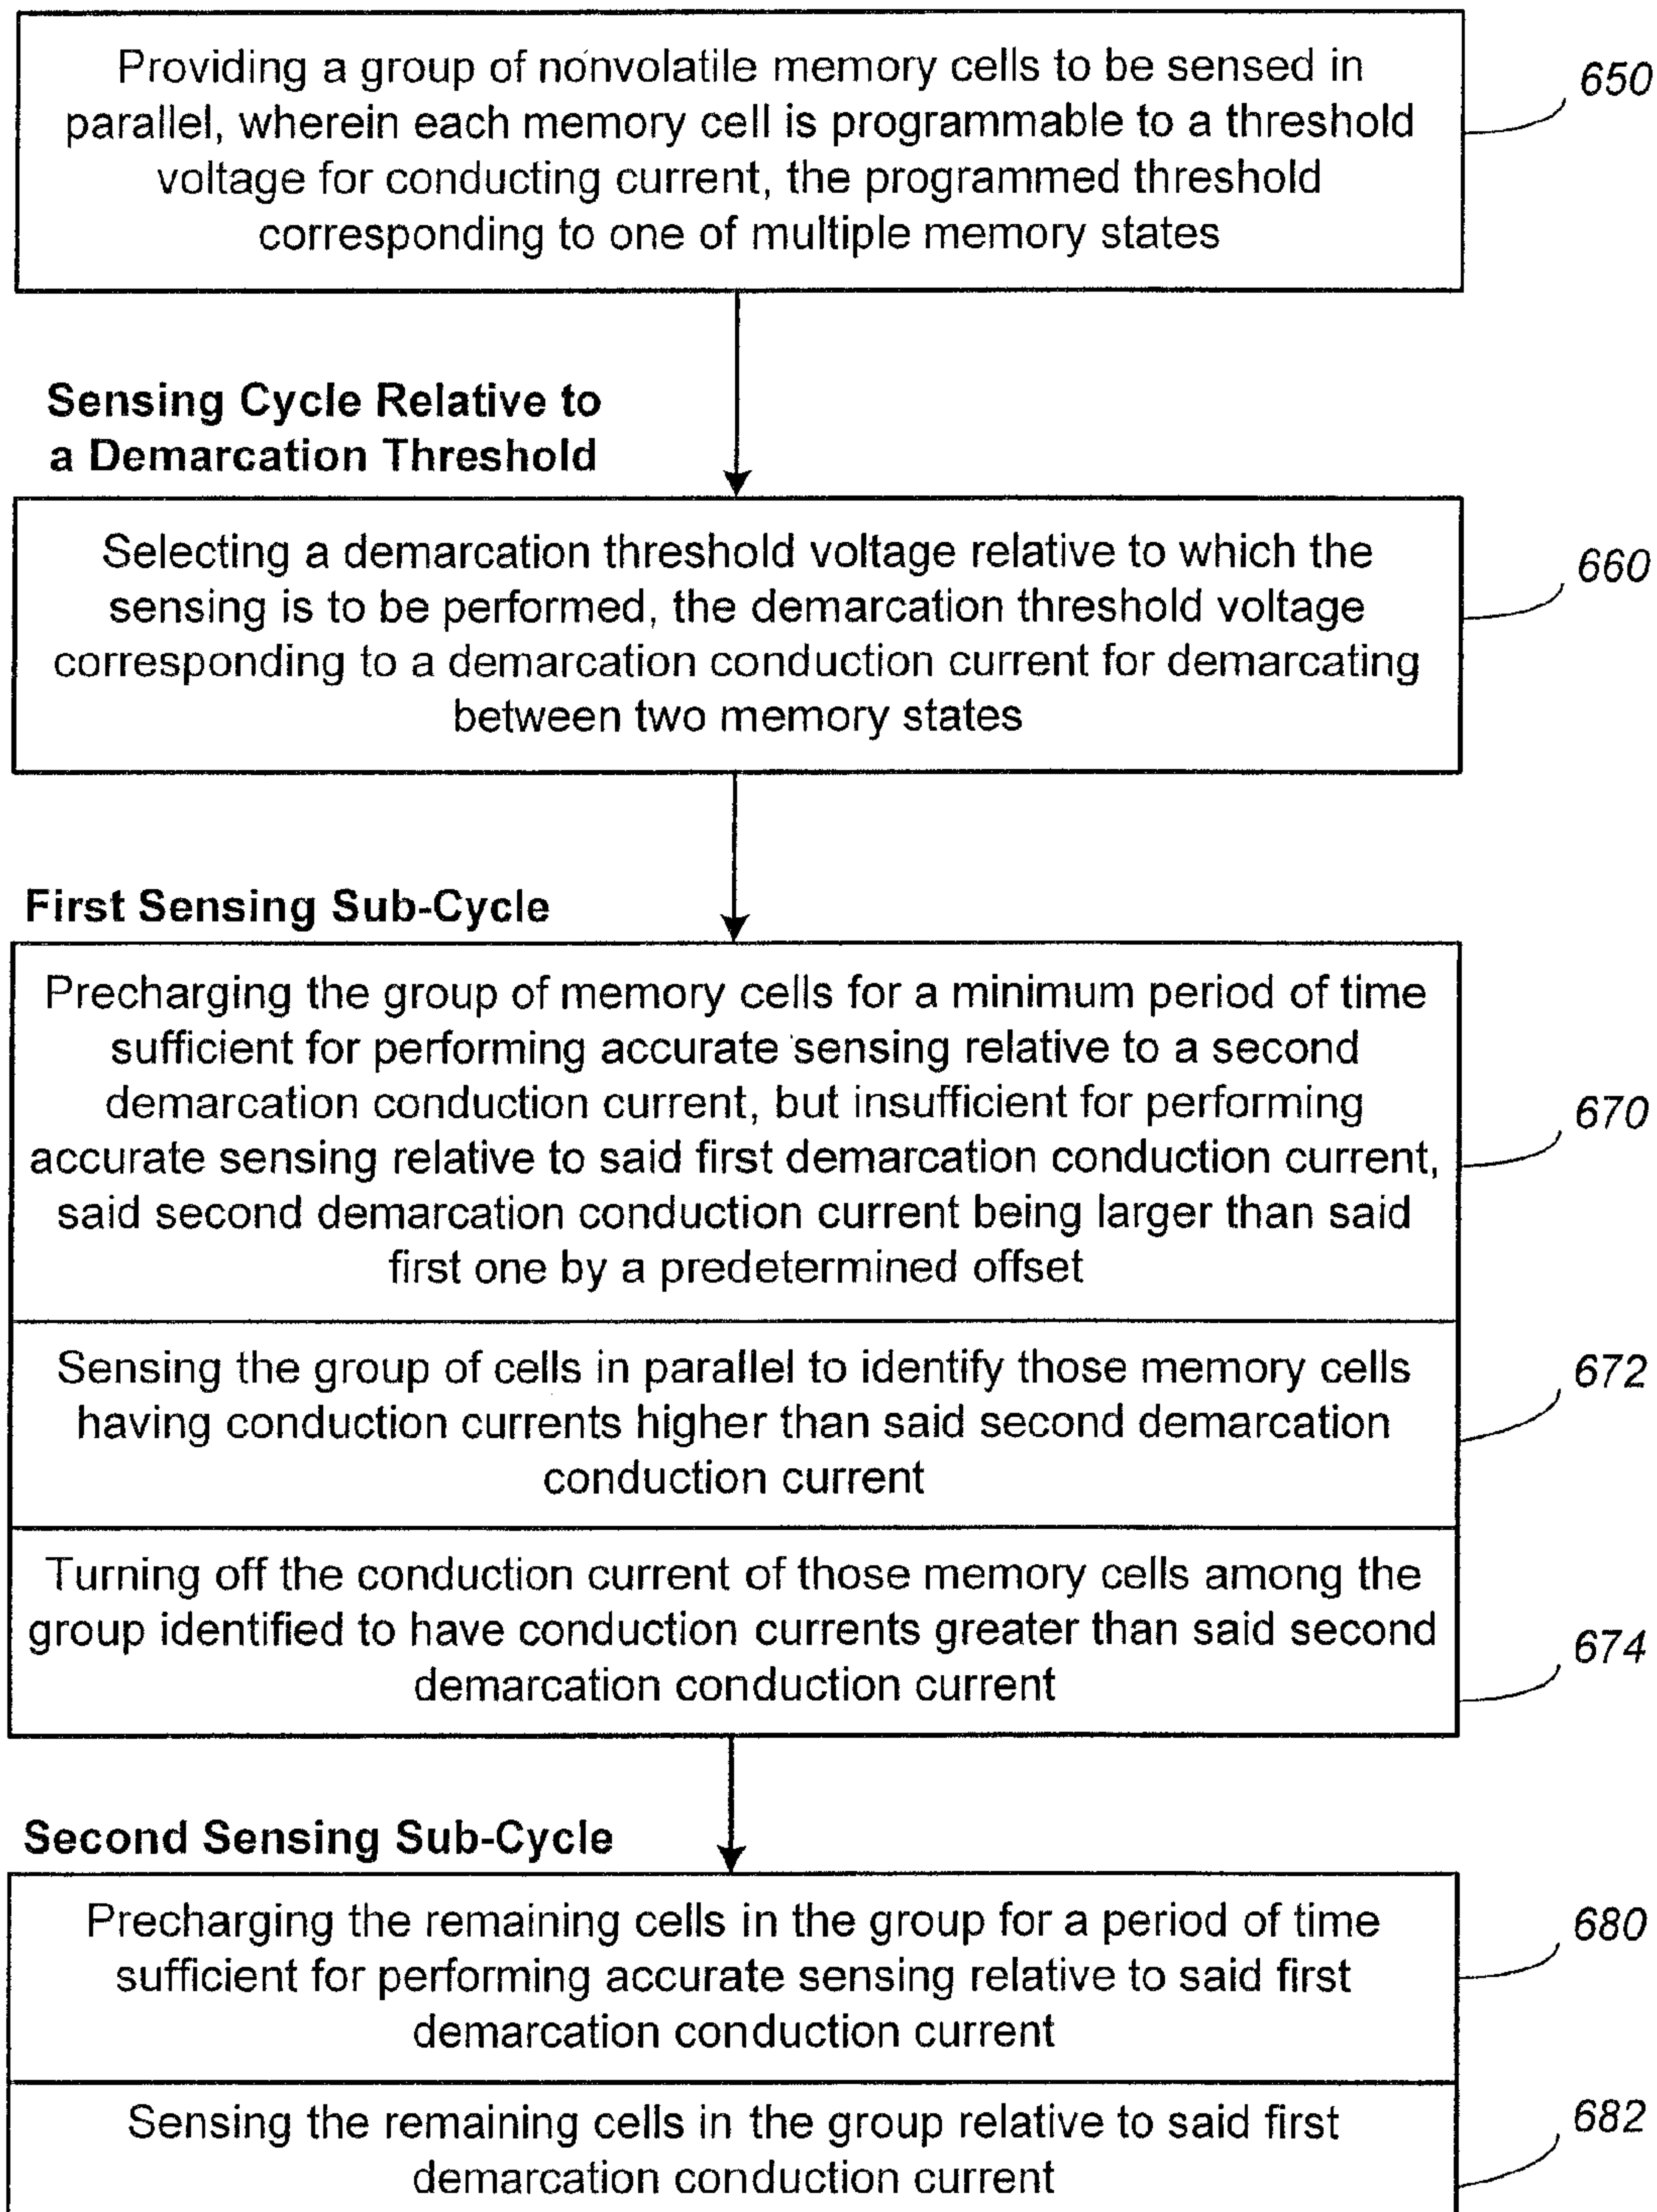 Providing a group of nonvolatile memory cells to be sensed in
parallel, wherein each memory cell is programmable to a threshold
voltage for conducting current, the programmed threshold
corresponding to one of multiple memory states
650
Sensing Cycle Relative to
a Demarcation Threshold
Selecting a demarcation threshold voltage relative to which the
sensing is to be performed, the demarcation threshold voltage
corresponding to a demarcation conduction current for demarcating
between two memory states
660
First Sensing Sub-Cycle
Precharging the group of memory cells for a minimum period of time
sufficient for performing accurate sensing relative to a second
demarcation conduction current, but insufficient for performing
accurate sensing relative to said first demarcation conduction current,
said second demarcation conduction current being larger than said
first one by a predetermined offset
670
Sensing the group of cells in parallel to identify those memory cells
having conduction currents higher than said second demarcation
conduction current
672
Turning off the conduction current of those memory cells among the
group identified to have conduction currents greater than said second
demarcation conduction current
674
Second Sensing Sub-Cycle
Precharging the remaining cells in the group for a period of time
sufficient for performing accurate sensing relative to said first
demarcation conduction current
680
Sensing the remaining cells in the group relative to said first
demarcation conduction current
682